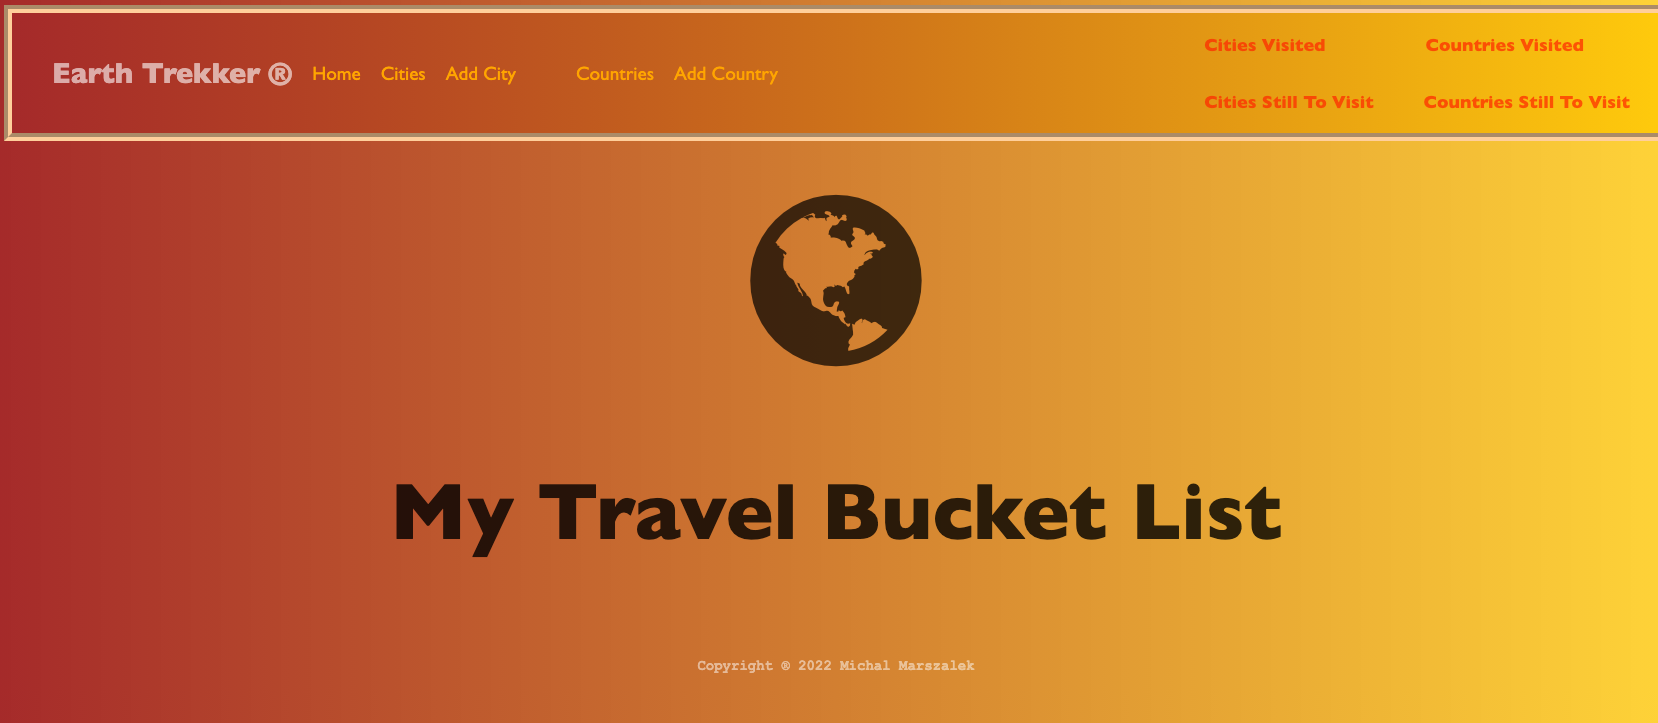 Earth Trekker ® Home Cities Add City Countries Add Country
Cities Visited Countries Visited
Cities Still To Visit Countries Still To Visit
My Travel Bucket List
Copyright ® 2022 Michal Marszalek